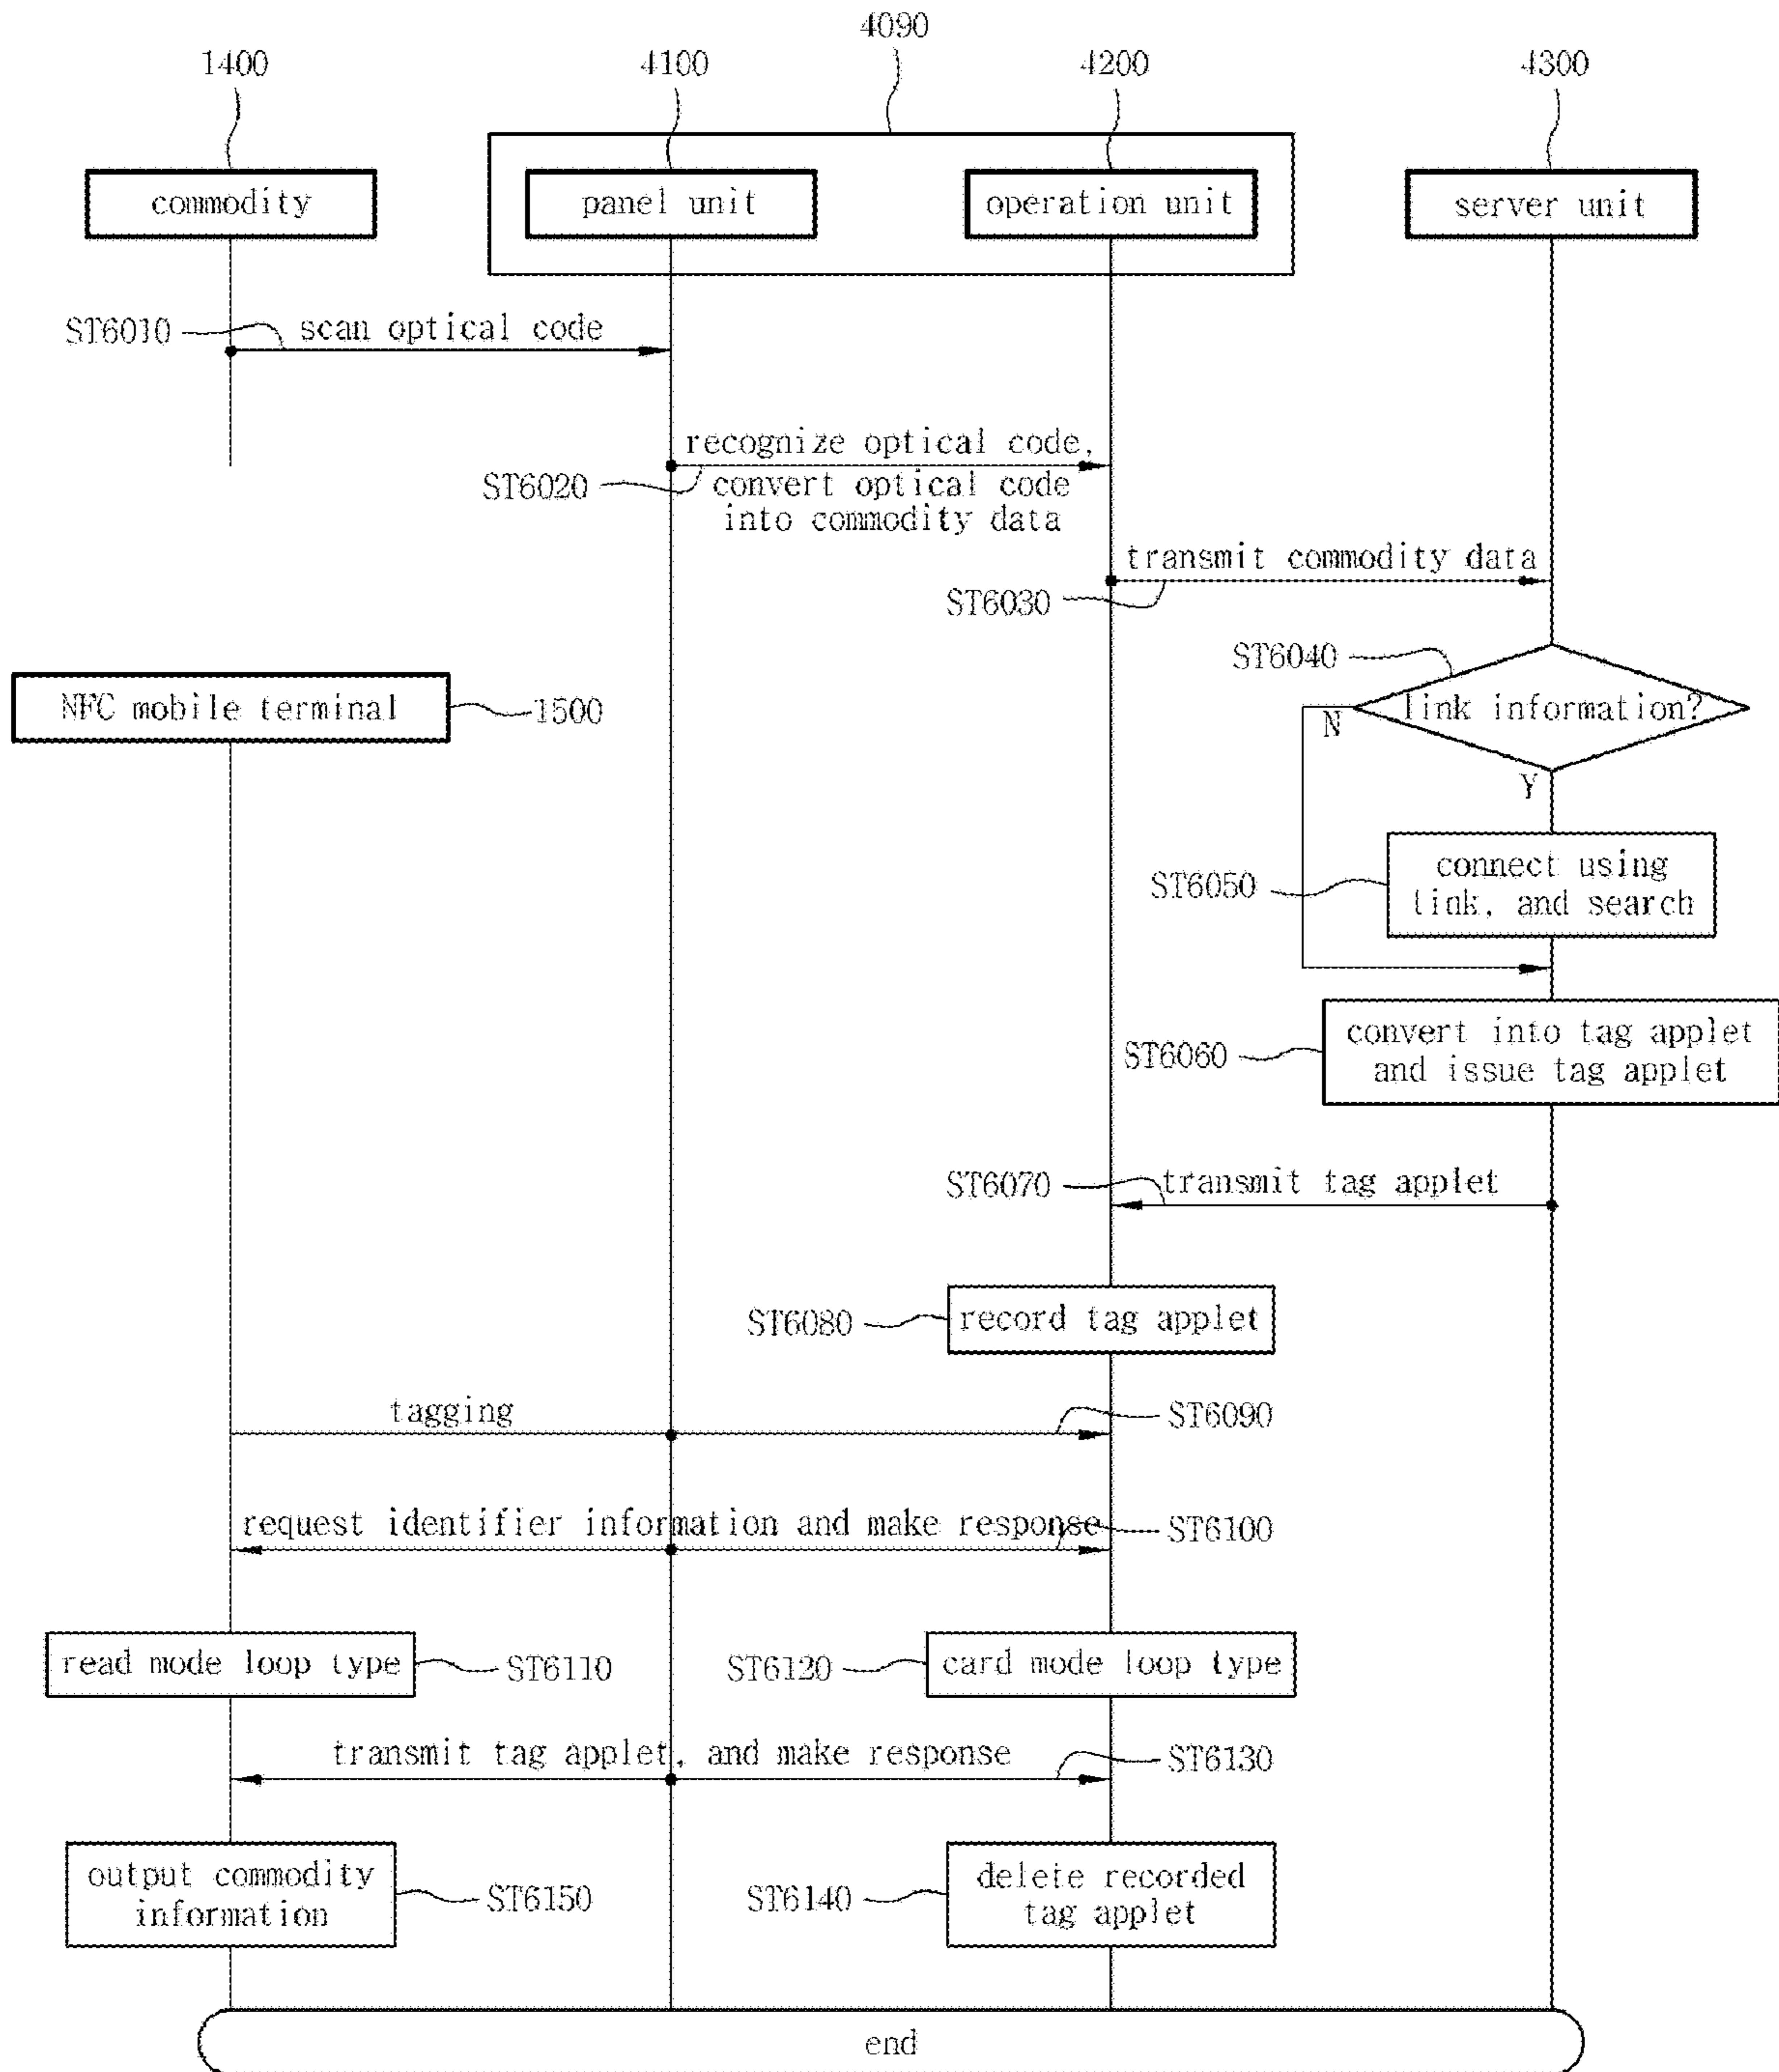 4090
1400
4100
4200
4300
commodity
panel unit
operation unit
server unit
ST6010
scan optical code
recognize optical code,
ST6020
convert optical code
into commodity data
transmit commodity data
ST6030
ST6040
NFC mobile terminal
1500
link information?
N
Y
ST6050
connect using
link, and search
ST6060
convert into tag applet
and issue tag applet
ST6070
transmit tag applet
ST6080
record tag applet
tagging
ST6090
request identifier information and make response
ST6100
read mode loop type
ST6110
ST6120
card mode loop type
transmit tag applet, and make response
ST6130
output commodity
information
ST6150
ST6140
delete recorded
tag applet
end